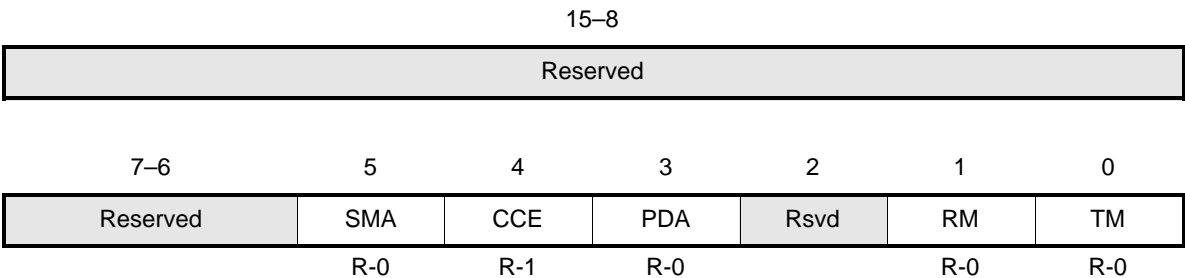 15–8
Reserved
7–6 5 4 3 2 1 0
Reserved SMA CCE PDA Rsvd RM TM
R-0 R-1 R-0 R-0 R-0